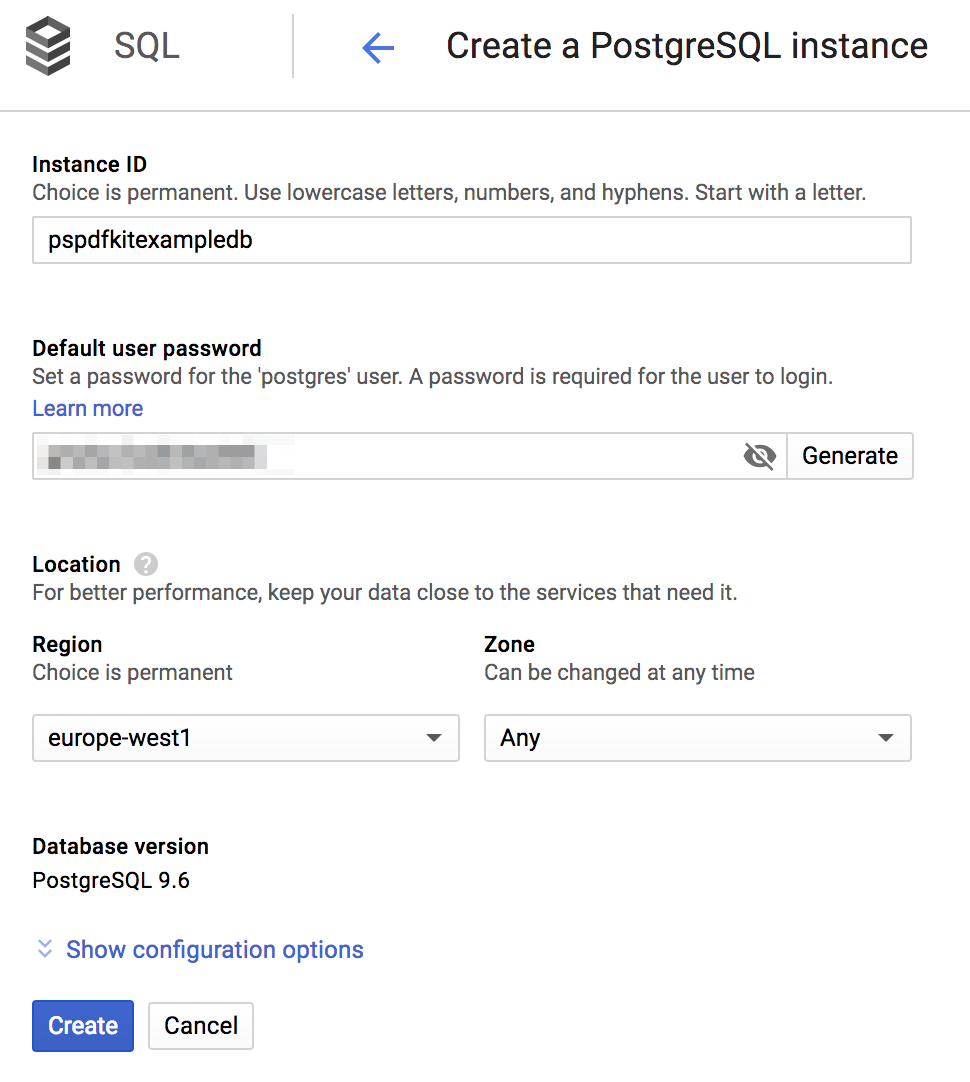 SQL
Create a PostgreSQL instance
Instance ID
Choice is permanent. Use lowercase letters, numbers, and hyphens. Start with a letter.
pspdfkitexampledb
Default user password
Set a password for the 'postgres' user. A password is required for the user to login.
Learn more
Generate
Location ?
For better performance, keep your data close to the services that need it.
Region
Choice is permanent
europe-west1
Zone
Can be changed at any time
Any
Database version
PostgreSQL 9.6
Show configuration options
Create
Cancel